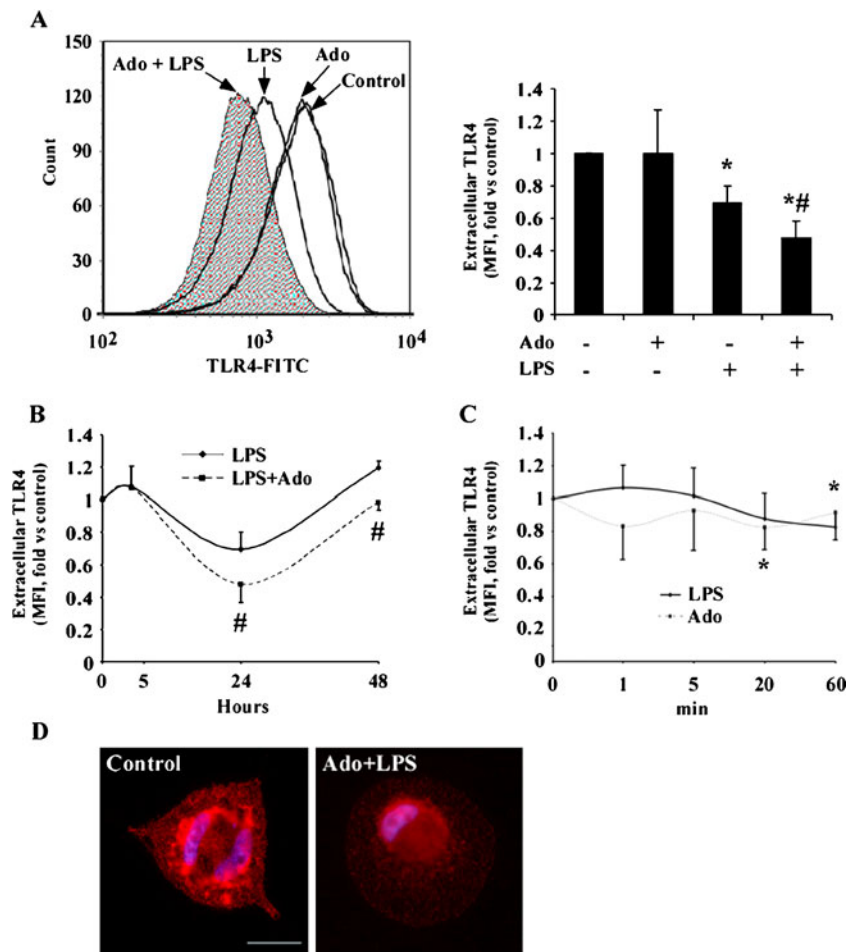 A
150
120
90
60
30
0
Count
Ado + LPS
LPS
Ado
Control
10² 10³ 10⁴
TLR4-FITC
1.4
1.2
1
0.8
0.6
0.4
0.2
0
Extracellular TLR4
(MFI, fold vs control)
*
*#
Ado - + - +
LPS - - + +
B
1.4
1.2
1
0.8
0.6
0.4
0.2
0
Extracellular TLR4
(MFI, fold vs control)
LPS
LPS+Ado
#
#
0 5 24 48
Hours
C
1.4
1.2
1
0.8
0.6
0.4
0.2
0
Extracellular TLR4
(MFI, fold vs control)
*
*
LPS
Ado
0 1 5 20 60
min
D
Control
Ado+LPS